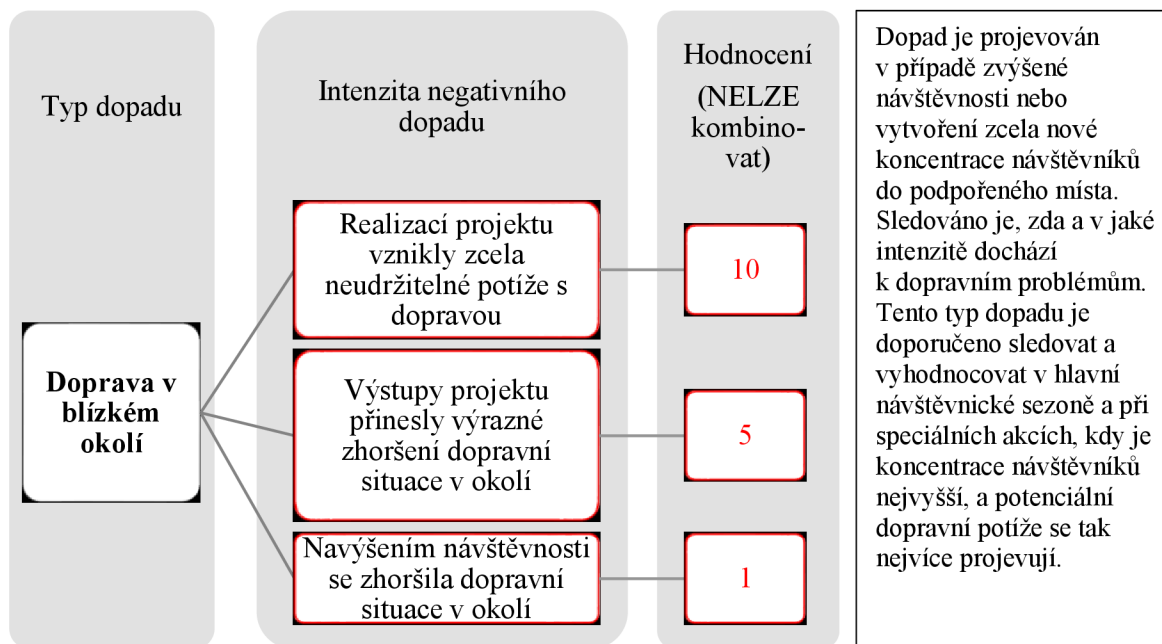 Typ dopadu
Intenzita negativního
dopadu
Hodnocení
(NELZE
kombino-
vat)
Doprava v
blízkém
okolí
Realizací projektu
vznikly zcela
neudržitelné potíže s
dopravou
10
Výstupy projektu
přinesly výrazné
zhoršení dopravní
situace v okolí
5
Navýšením návštěvnosti
se zhoršila dopravní
situace v okolí
1
Dopad je projevován
v případě zvýšené
návštěvnosti nebo
vytvoření zcela nové
koncentrace návštěvníků
do podpořeného místa.
Sledováno je, zda a v jaké
intenzitě dochází
k dopravním problémům.
Tento typ dopadu je
doporučeno sledovat a
vyhodnocovat v hlavní
návštěvnické sezoně a při
speciálních akcích, kdy je
koncentrace návštěvníků
nejvyšší, a potenciální
dopravní potíže se tak
nejvíce projevují.